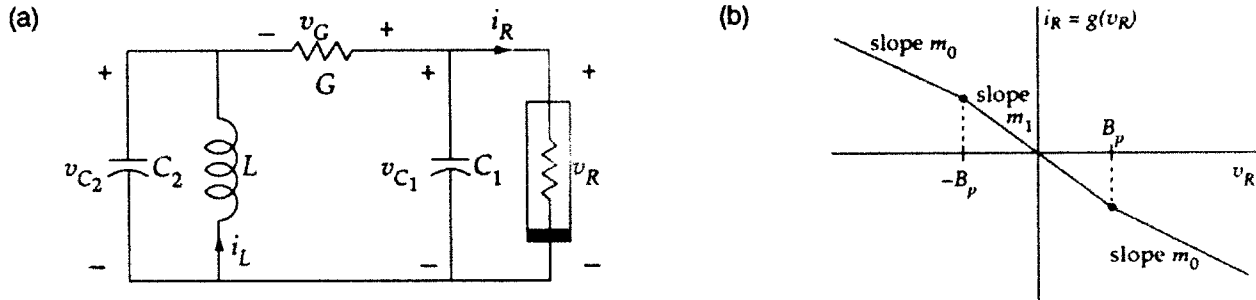 (a)
− v_G +
G
i_R
+ v_{C_2} −
C_2
L
i_L
+ v_{C_1} −
C_1
+ v_R −
(b)
i_R = g(v_R)
slope m_0
slope m_1
B_p
−B_p
v_R
slope m_0